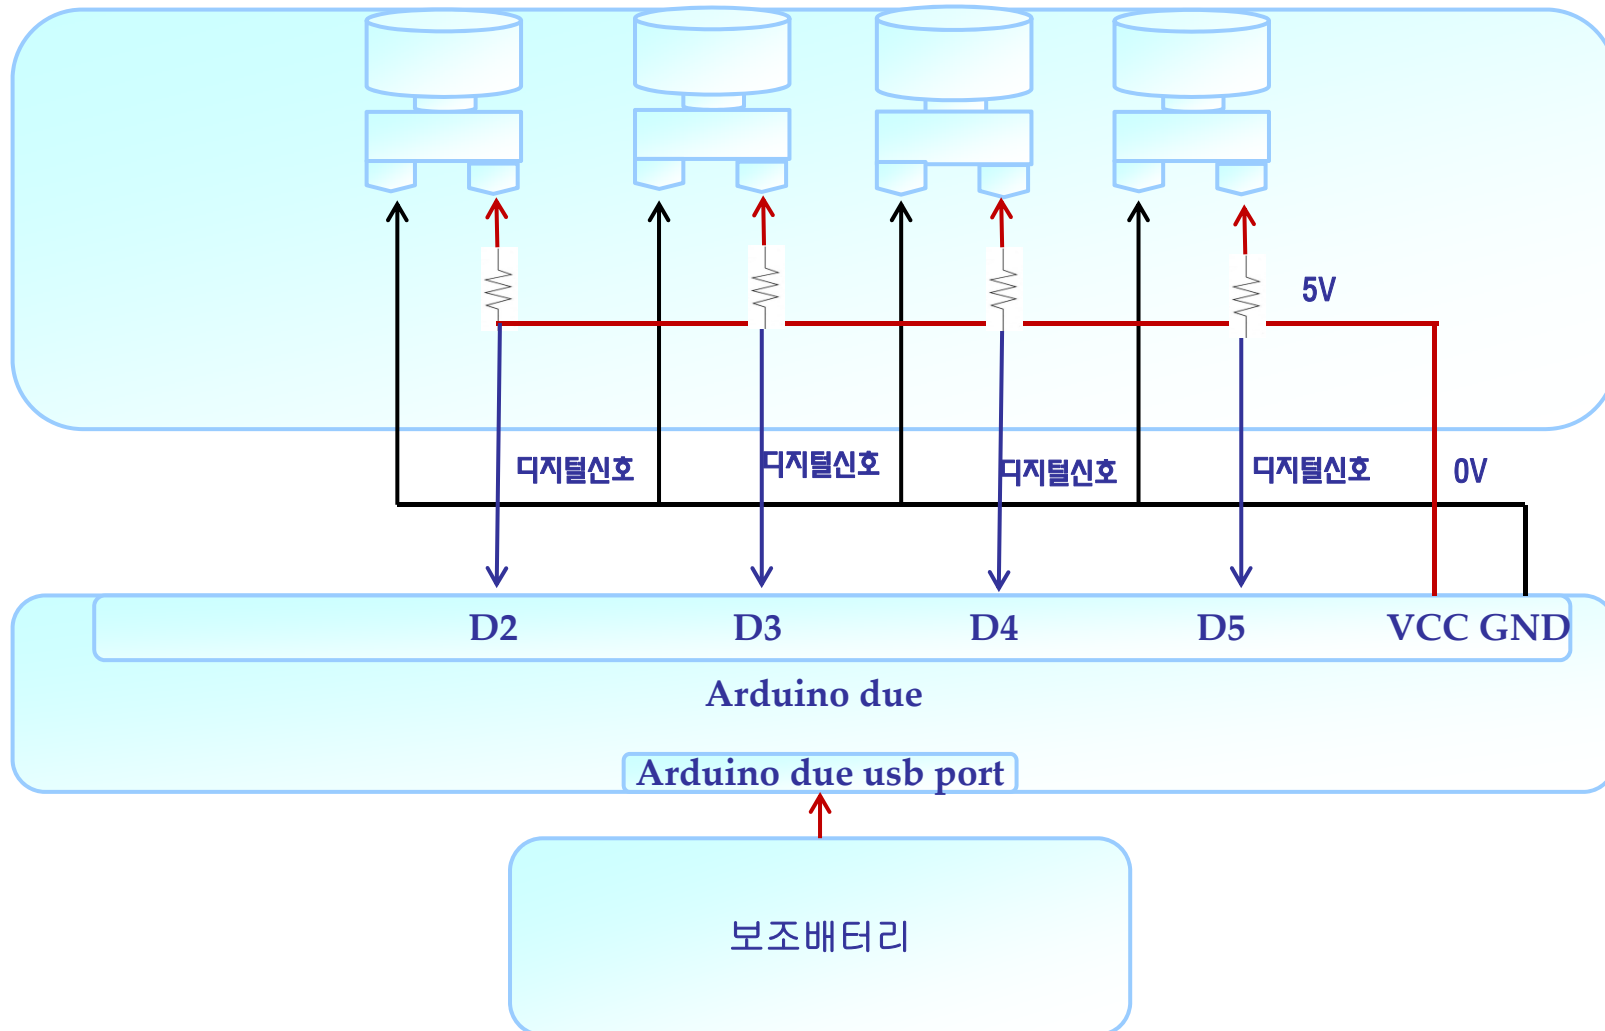 5V
디지털신호
디지털신호
디지털신호
디지털신호
0V
D2
D3
D4
D5
VCC GND
Arduino due
Arduino due usb port
보조배터리